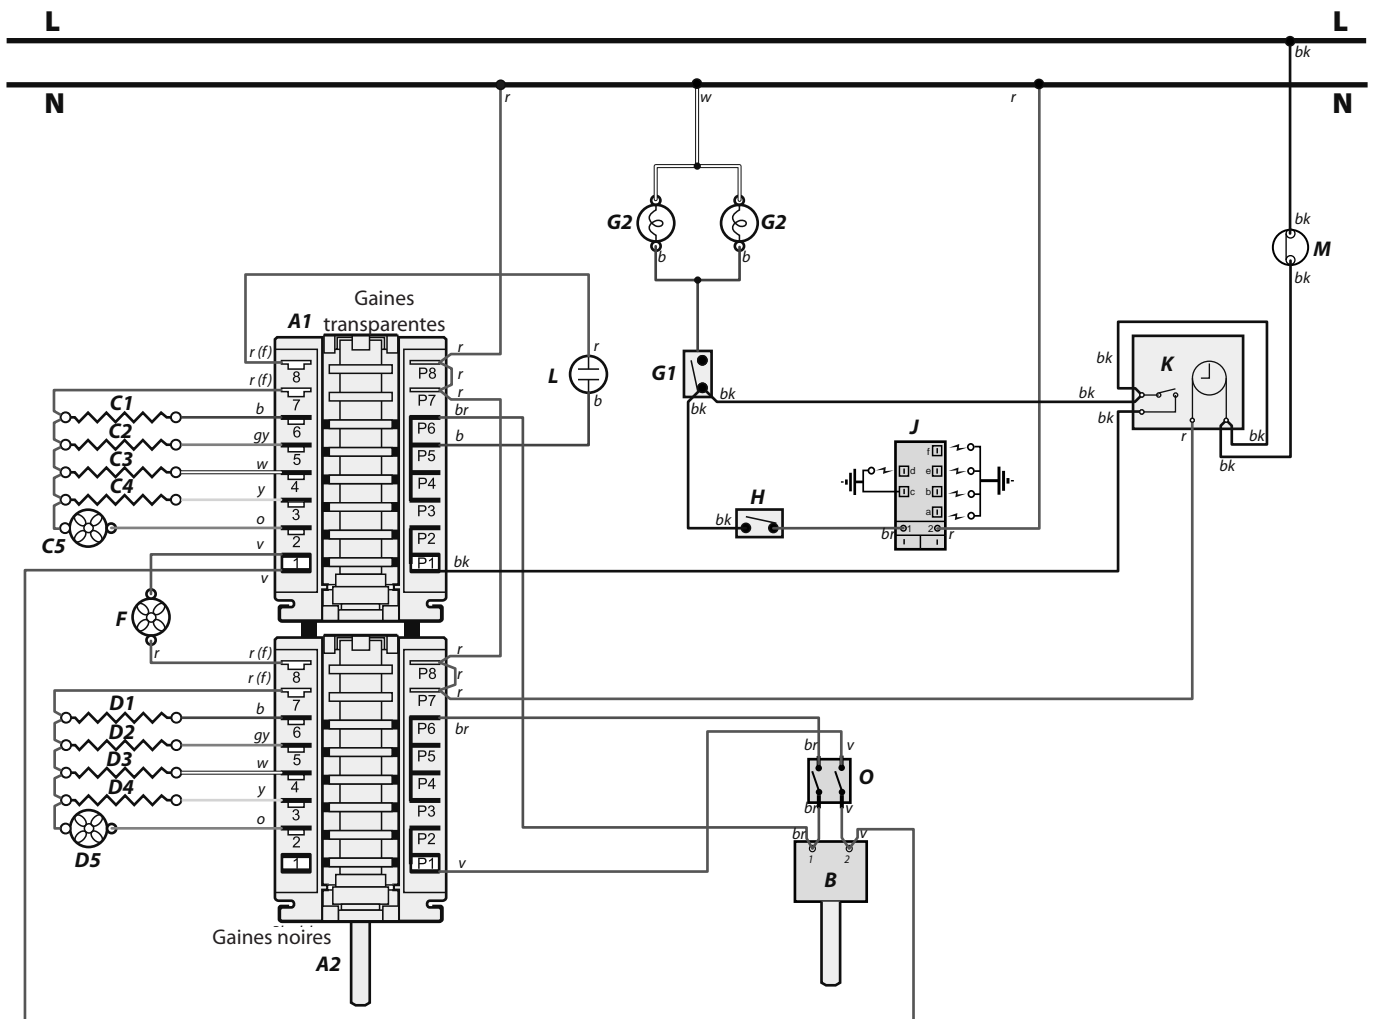 L L
bk
N r w r N
bk
G2 G2 M
b b bk
Gaines
transparentes
A1
r (f) 8 P8 r r L G1 bk K
r (f) 7 P7 r r b bk bk bk
C1 b 6 P6 br bk r bk
C2 gy 5 P5 b J bk
C3 w 4 P4 f d e c b a
C4 y 3 P3 H
C5 o 2 P2 bk br 1 2 r
v 1 P1 bk
v
F
r r (f) 8 P8 r r
r (f) 7 P7 r
D1 b 6 P6 br br v
D2 gy 5 P5 O
D3 w 4 P4
D4 y 3 P3 br v
D5 o 2 P2 br v
1 P1 v 1 2
B
Gaines noires
A2